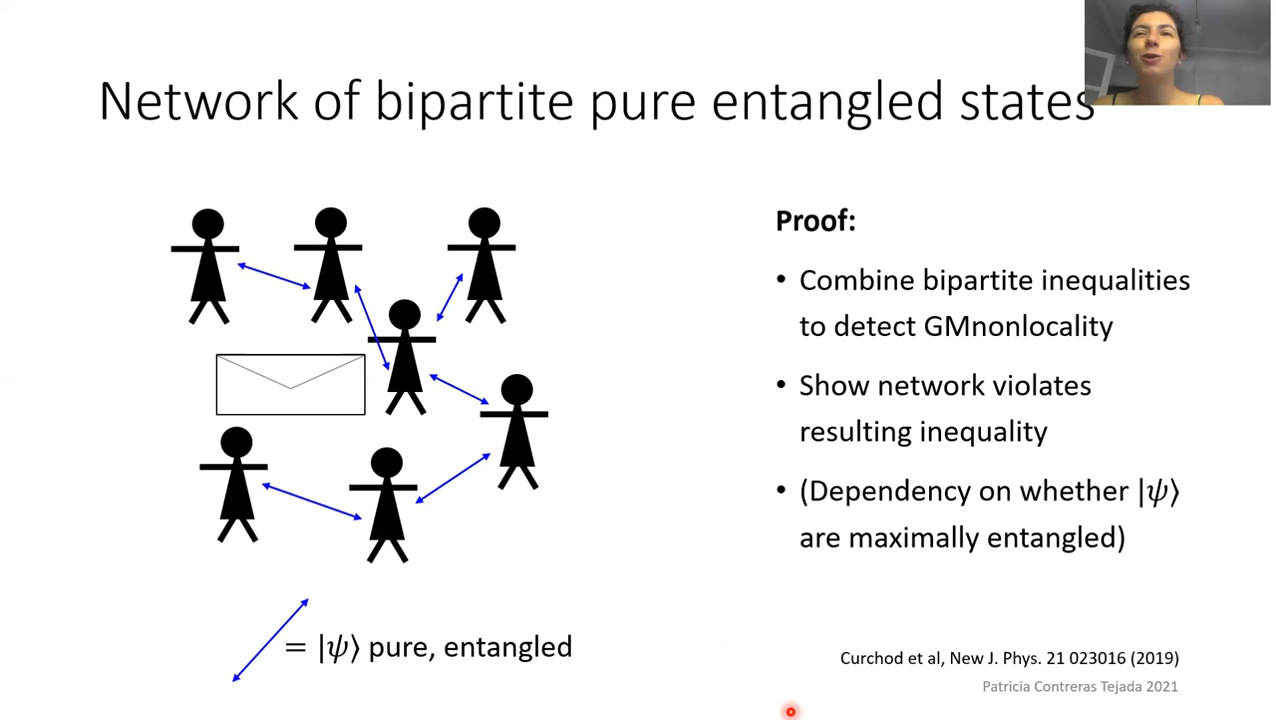 Network of bipartite pure entangled states
Proof:
• Combine bipartite inequalities
to detect GMnonlocality
• Show network violates
resulting inequality
• (Dependency on whether |ψ⟩
are maximally entangled)
= |ψ⟩ pure, entangled
Curchod et al, New J. Phys. 21 023016 (2019)
Patricia Contreras Tejada 2021